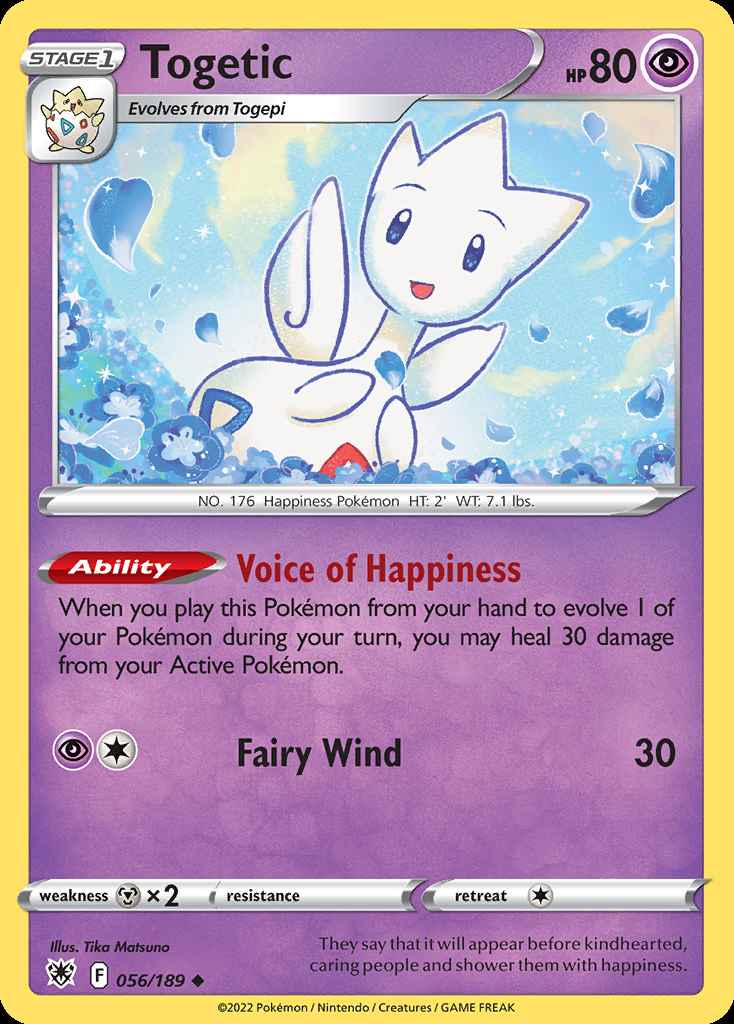 STAGE1
Togetic
HP 80
Evolves from Togepi
NO. 176 Happiness Pokémon HT: 2' WT: 7.1 lbs.
Ability Voice of Happiness
When you play this Pokémon from your hand to evolve 1 of
your Pokémon during your turn, you may heal 30 damage
from your Active Pokémon.
Fairy Wind 30
weakness ×2 resistance retreat
Illus. Tika Matsuno
They say that it will appear before kindhearted,
caring people and shower them with happiness.
F 056/189
©2022 Pokémon / Nintendo / Creatures / GAME FREAK